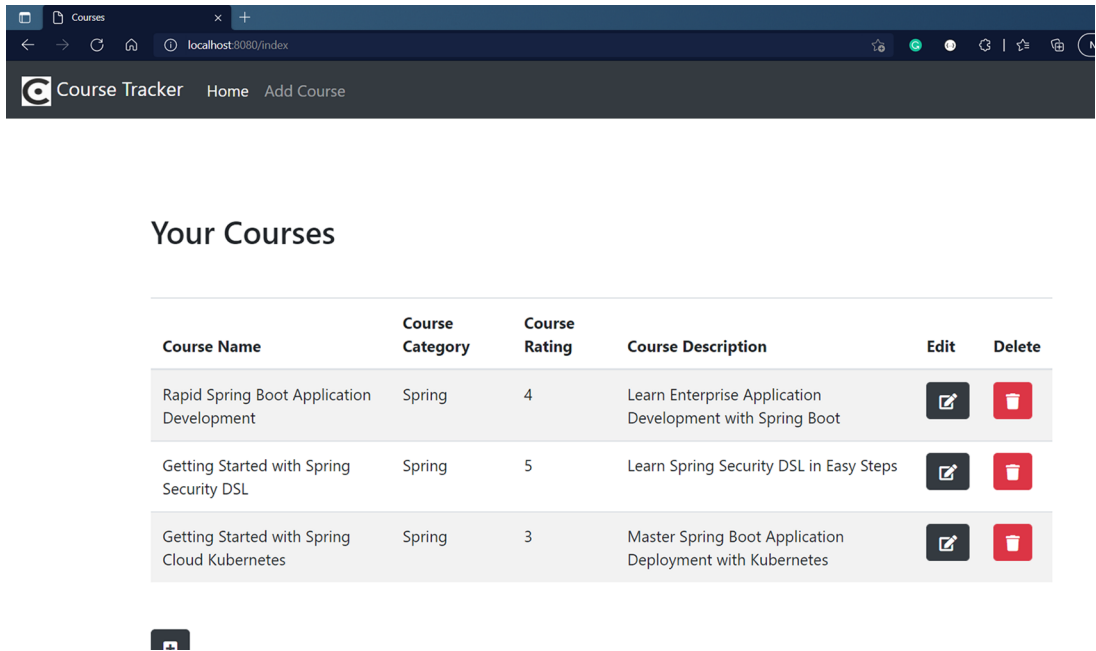 Courses
localhost:8080/index
Course Tracker Home Add Course
Your Courses
Course Name Course Category Course Rating Course Description Edit Delete
Rapid Spring Boot Application Development Spring 4 Learn Enterprise Application Development with Spring Boot
Getting Started with Spring Security DSL Spring 5 Learn Spring Security DSL in Easy Steps
Getting Started with Spring Cloud Kubernetes Spring 3 Master Spring Boot Application Deployment with Kubernetes